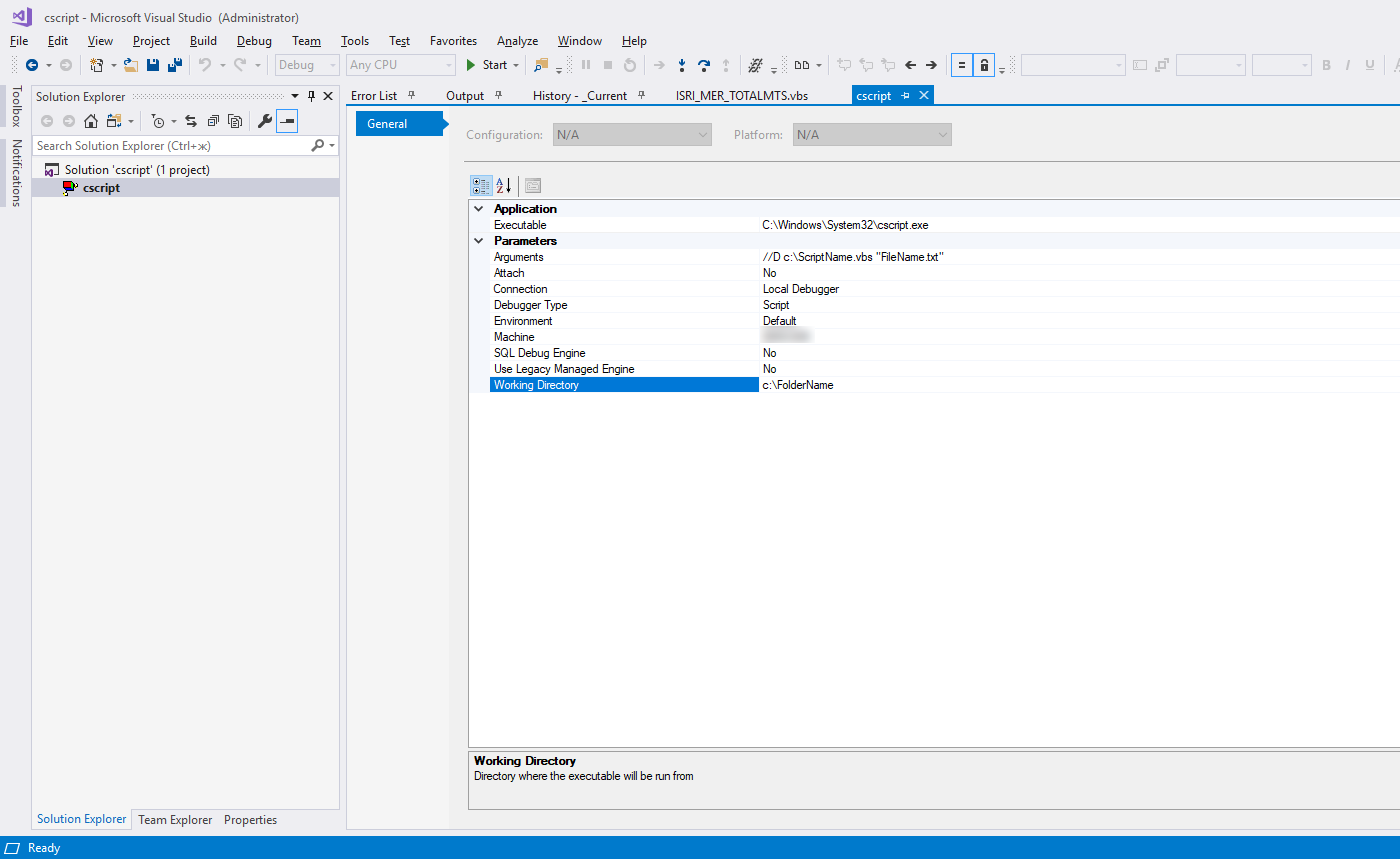 cscript - Microsoft Visual Studio (Administrator)
File Edit View Project Build Debug Team Tools Test Favorites Analyze Window Help
Debug Any CPU Start
Toolbox
Notifications
Solution Explorer
Search Solution Explorer (Ctrl+ж)
Solution 'cscript' (1 project)
cscript
Solution Explorer Team Explorer Properties
Error List Output History - _Current ISRI_MER_TOTALMTS.vbs cscript
General
Configuration: N/A Platform: N/A
Application
Executable C:\Windows\System32\cscript.exe
Parameters
Arguments //D c:\ScriptName.vbs "FileName.txt"
Attach No
Connection Local Debugger
Debugger Type Script
Environment Default
Machine
SQL Debug Engine No
Use Legacy Managed Engine No
Working Directory c:\FolderName
Working Directory
Directory where the executable will be run from
Ready